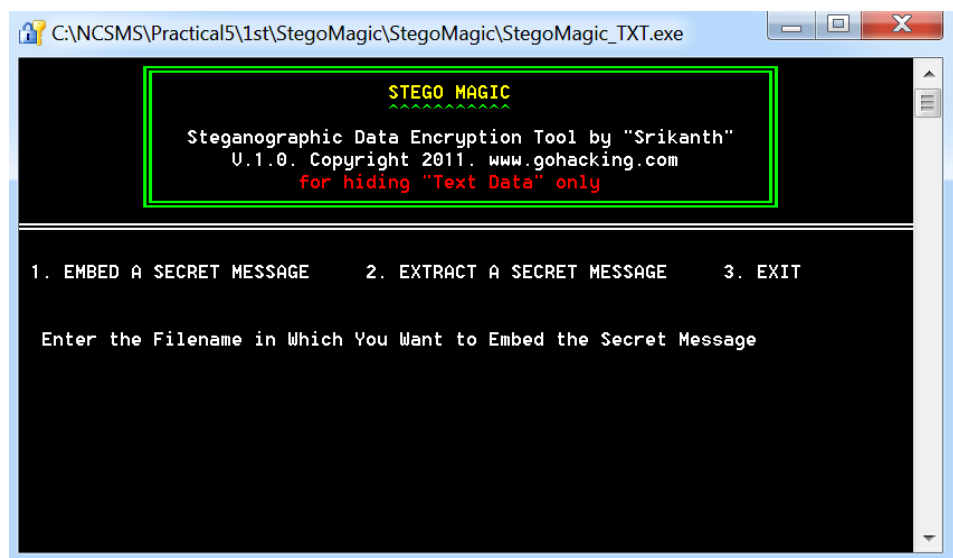 C:\NCSMS\Practical5\1st\StegoMagic\StegoMagic\StegoMagic_TXT.exe
STEGO MAGIC
^^^^^^^^^^^
Steganographic Data Encryption Tool by "Srikanth"
V.1.0. Copyright 2011. www.gohacking.com
for hiding "Text Data" only
1. EMBED A SECRET MESSAGE 2. EXTRACT A SECRET MESSAGE 3. EXIT
Enter the Filename in Which You Want to Embed the Secret Message